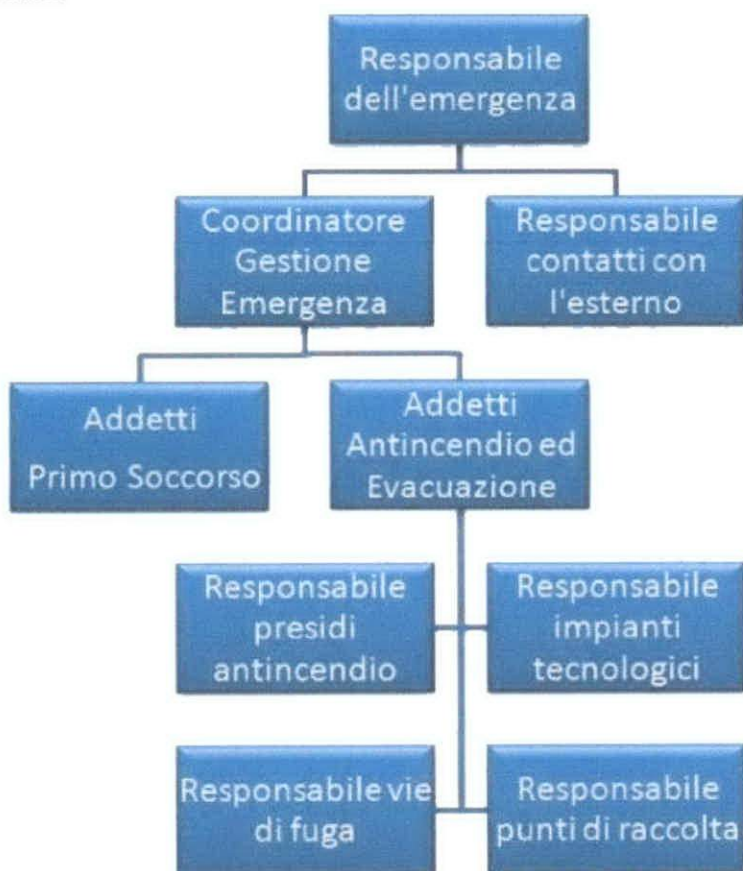 Responsabile
dell'emergenza
Coordinatore
Gestione
Emergenza
Responsabile
contatti con
l'esterno
Addetti
Primo Soccorso
Addetti
Antincendio ed
Evacuazione
Responsabile
presidi
antincendio
Responsabile
impianti
tecnologici
Responsabile vie
di fuga
Responsabile
punti di raccolta